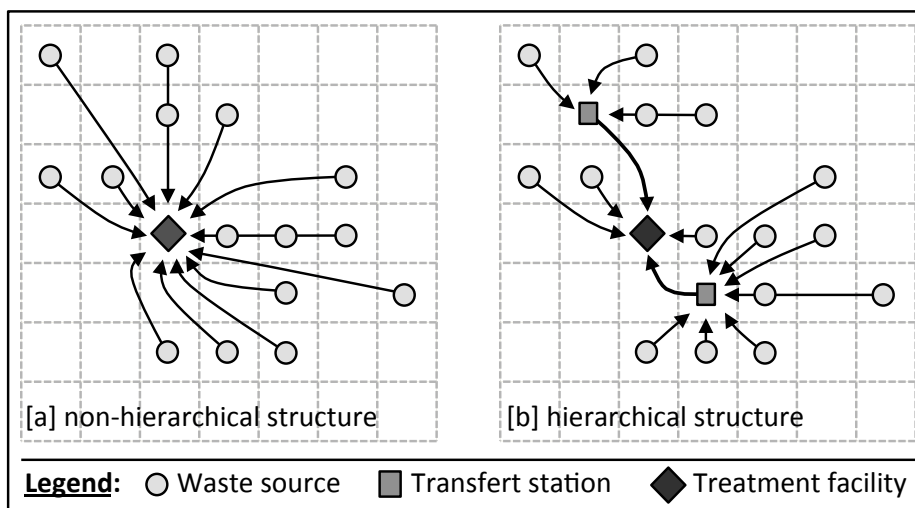 [a] non-hierarchical structure
[b] hierarchical structure
Legend: Waste source Transfert station Treatment facility